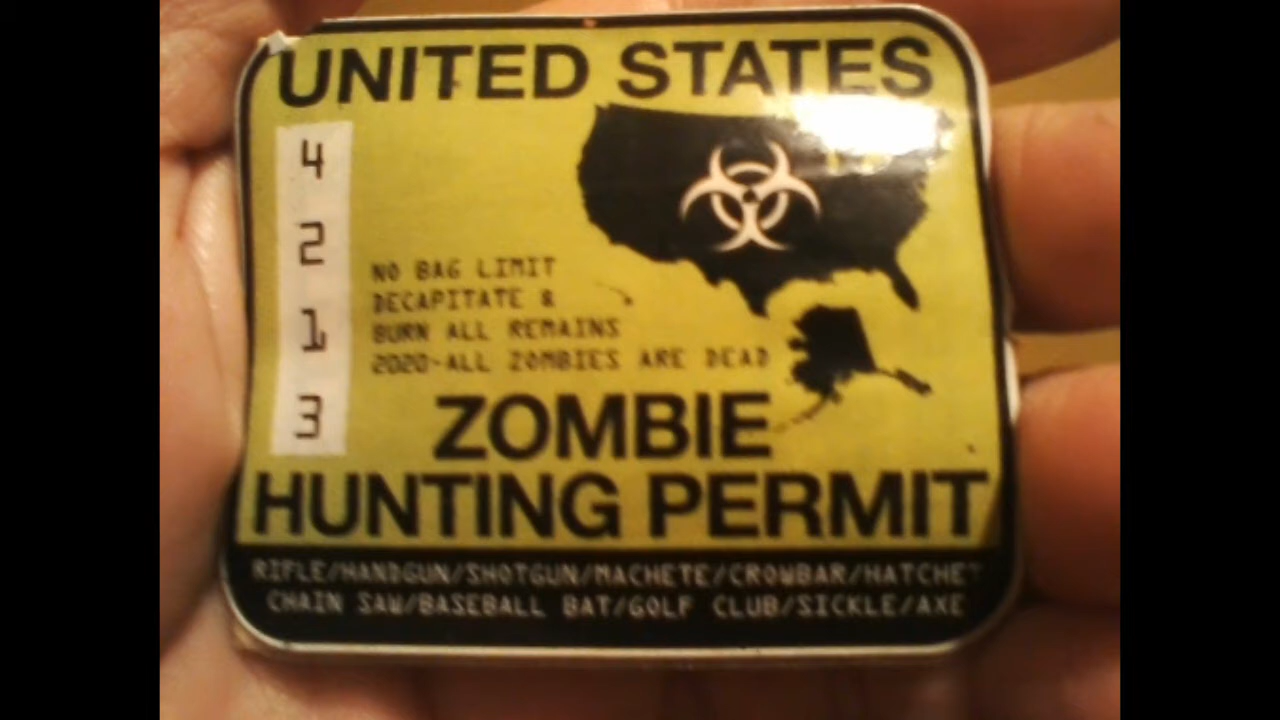 UNITED STATES
4
2
1
3
NO BAG LIMIT
DECAPITATE &
BURN ALL REMAINS
2020-ALL ZOMBIES ARE DEAD
ZOMBIE
HUNTING PERMIT
RIFLE/HANDGUN/SHOTGUN/MACHETE/CROWBAR/HATCHET
CHAIN SAW/BASEBALL BAT/GOLF CLUB/SICKLE/AXE